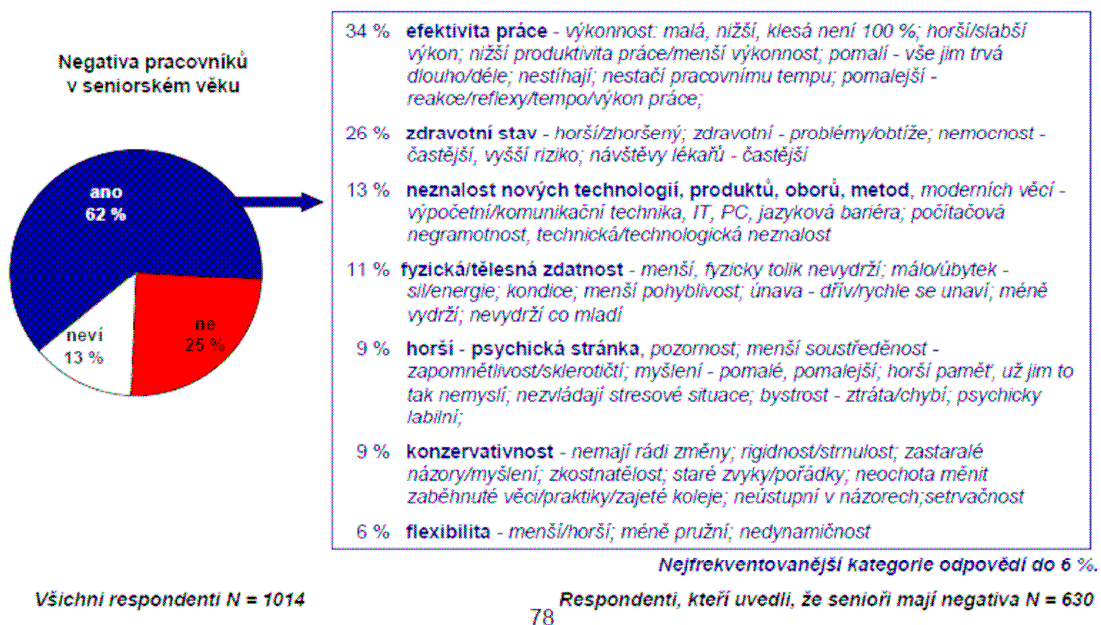 Negativa pracovníků
v seniorském věku
ano
62 %
neví
13 %
ne
25 %
34 % efektivita práce - výkonnost: malá, nižší, klesá není 100 %; horší/slabší
výkon; nižší produktivita práce/menší výkonnost; pomalí - vše jim trvá
dlouho/déle; nestíhají; nestačí pracovnímu tempu; pomalejší -
reakce/reflexy/tempo/výkon práce;
26 % zdravotní stav - horší/zhoršený; zdravotní - problémy/obtíže; nemocnost -
častější, vyšší riziko; návštěvy lékařů - častější
13 % neznalost nových technologií, produktů, oborů, metod, moderních věcí -
výpočetní/komunikační technika, IT, PC, jazyková bariéra; počítačová
negramotnost, technická/technologická neznalost
11 % fyzická/tělesná zdatnost - menší, fyzicky tolik nevydrží; málo/úbytek -
sil/energie; kondice; menší pohyblivost; únava - dřív/rychle se unaví; méně
vydrží; nevydrží co mladí
9 % horší - psychická stránka, pozornost; menší soustředěnost -
zapomnětlivost/sklerotičtí; myšlení - pomalé, pomalejší; horší paměť, už jim to
tak nemyslí; nezvládají stresové situace; bystrost - ztráta/chybí; psychicky
labilní;
9 % konzervativnost - nemají rádi změny; rigidnost/strnulost; zastaralé
názory/myšlení; zkostnatělost; staré zvyky/pořádky; neochota měnit
zaběhnuté věci/praktiky/zajeté koleje; neústupní v názorech;setrvačnost
6 % flexibilita - menší/horší; méně pružní; nedynamičnost
Nejfrekventovanější kategorie odpovědí do 6 %.
Všichni respondenti N = 1014
Respondenti, kteří uvedli, že senioři mají negativa N = 630
78